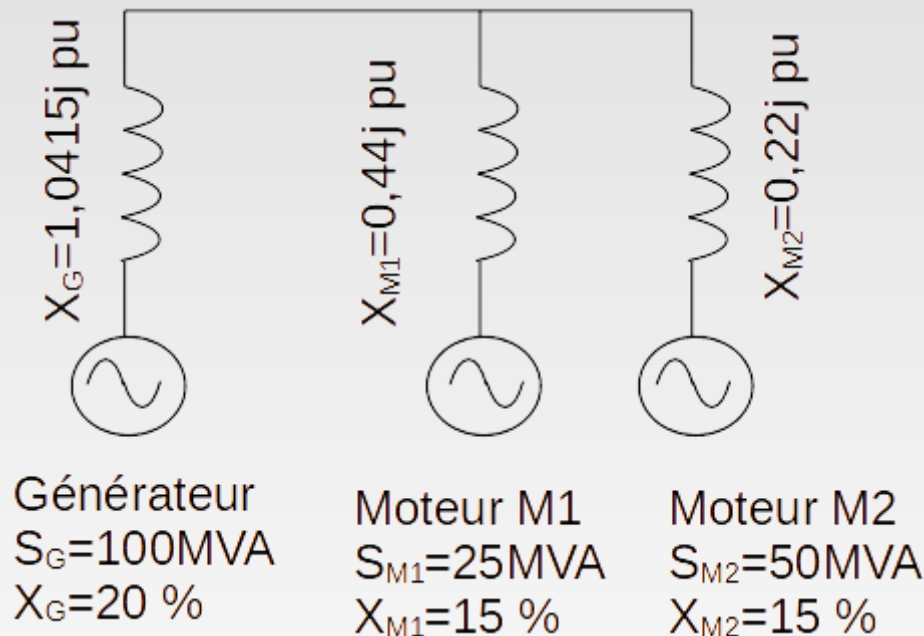 X_G=1,0415j pu
X_M1=0,44j pu
X_M2=0,22j pu
Générateur
S_G=100MVA
X_G=20 %
Moteur M1
S_M1=25MVA
X_M1=15 %
Moteur M2
S_M2=50MVA
X_M2=15 %